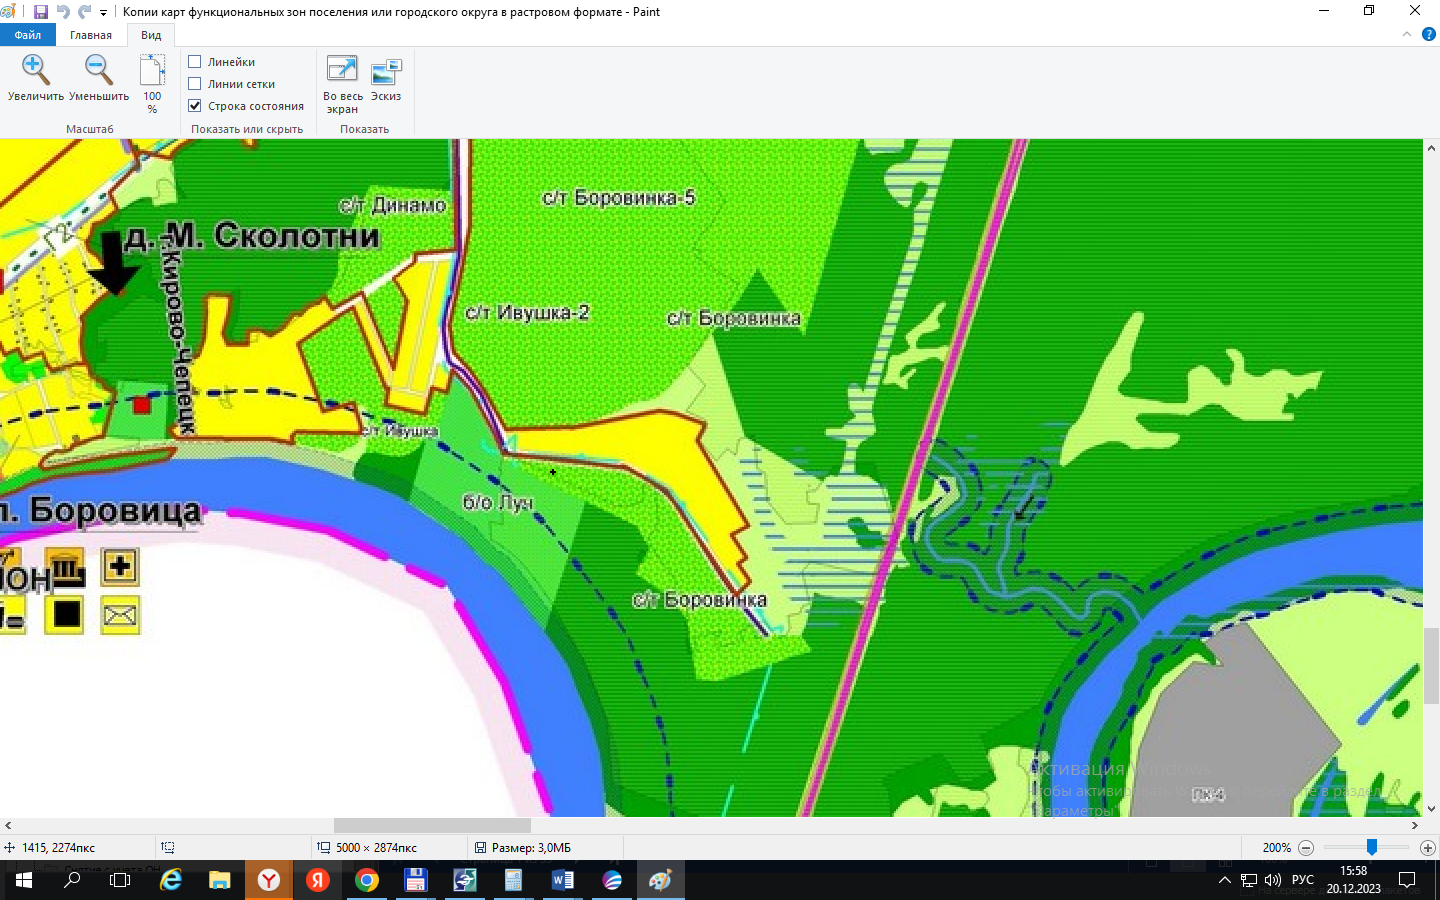 Копии карт функциональных зон поселения или городского округа в растровом формате - Paint
Файл
Главная
Вид
Увеличить
Уменьшить
100
%
Масштаб
Линейки
Линии сетки
Строка состояния
Показать или скрыть
Во весь
экран
Эскиз
Показать
с/т Динамо
с/т Боровинка-5
д. М. Сколотни
г.Кирово-Чепецк
с/т Ивушка-2
с/т Боровинка
с/т Ивушка
б/о Луч
п. Боровица
с/т Боровинка
1415, 2274пкс
5000 × 2874пкс
Размер: 3,0МБ
200%
РУС
15:58
20.12.2023